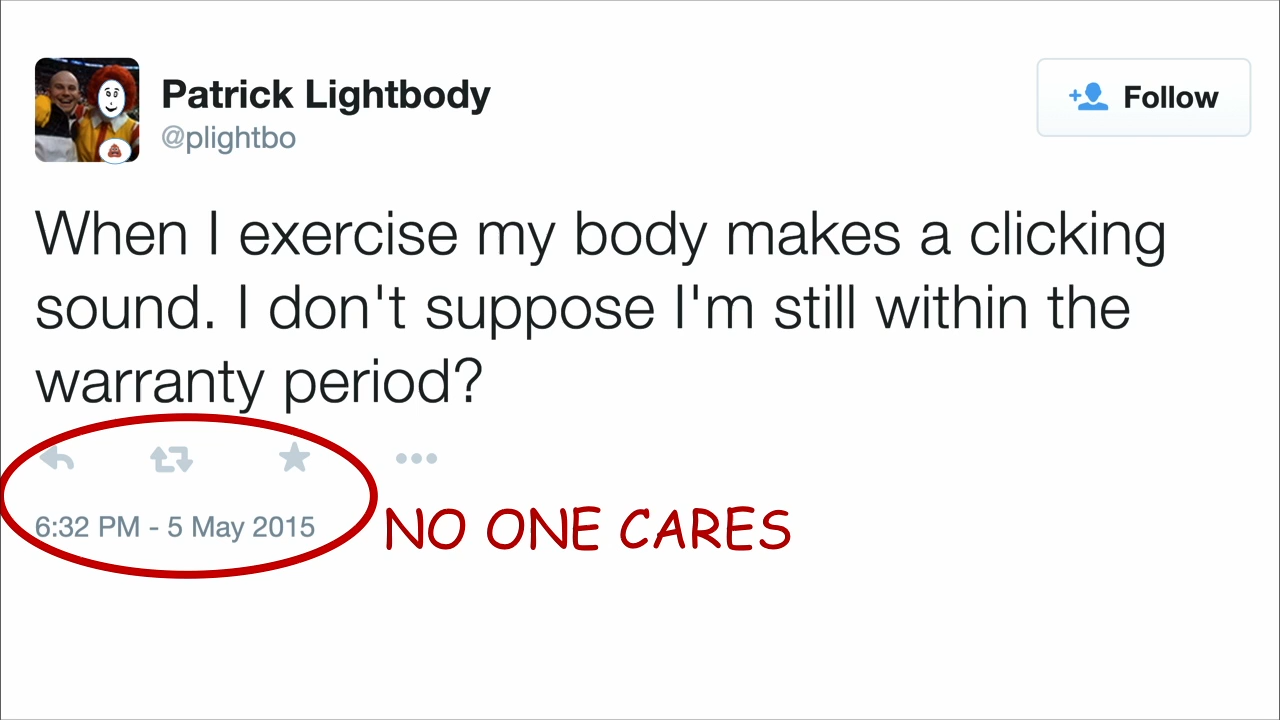 Patrick Lightbody
@plightbo
Follow
When I exercise my body makes a clicking
sound. I don't suppose I'm still within the
warranty period?
6:32 PM - 5 May 2015
NO ONE CARES